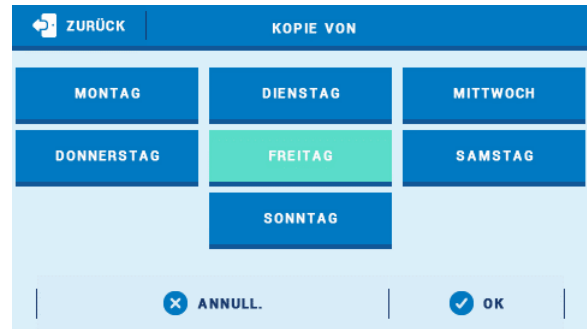 ZURÜCK KOPIE VON
MONTAG DIENSTAG MITTWOCH
DONNERSTAG FREITAG SAMSTAG
SONNTAG
ANNULL. OK